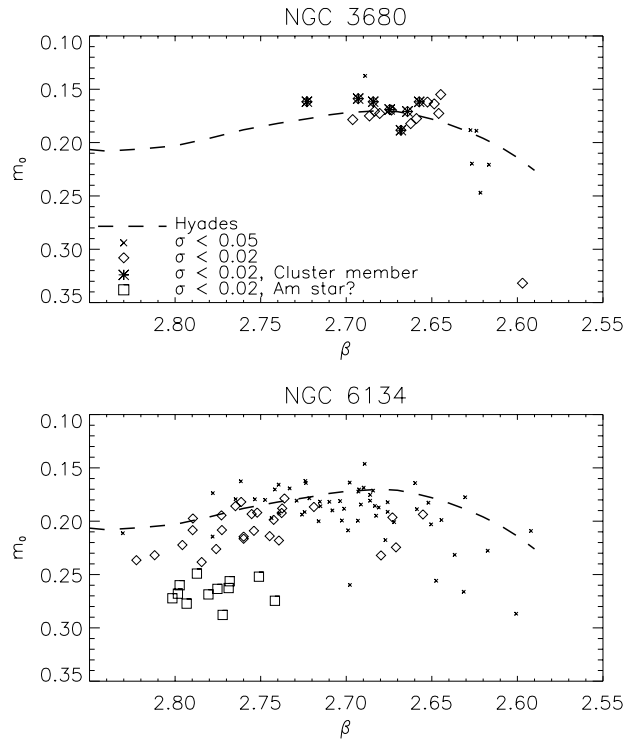 NGC 3680
0.10
0.15
0.20
0.25
0.30
0.35
m₀
Hyades
σ < 0.05
σ < 0.02
σ < 0.02, Cluster member
σ < 0.02, Am star?
2.80 2.75 2.70 2.65 2.60 2.55
β
NGC 6134
0.10
0.15
0.20
0.25
0.30
0.35
m₀
2.80 2.75 2.70 2.65 2.60 2.55
β